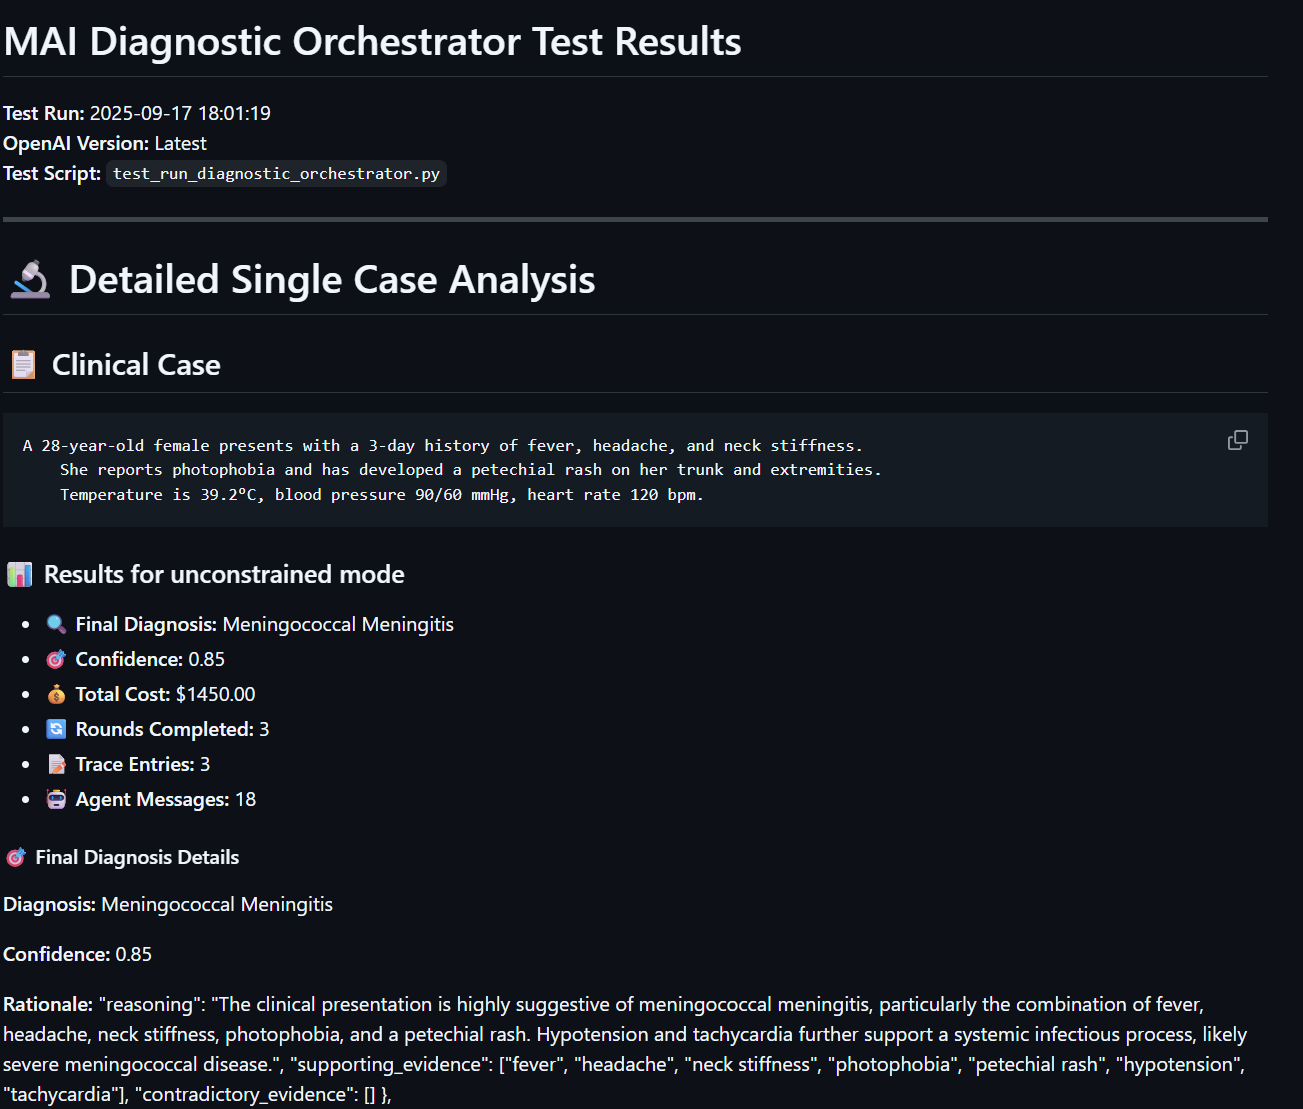 MAI Diagnostic Orchestrator Test Results
Test Run: 2025-09-17 18:01:19
OpenAI Version: Latest
Test Script: test_run_diagnostic_orchestrator.py
Detailed Single Case Analysis
Clinical Case
A 28-year-old female presents with a 3-day history of fever, headache, and neck stiffness.
She reports photophobia and has developed a petechial rash on her trunk and extremities.
Temperature is 39.2°C, blood pressure 90/60 mmHg, heart rate 120 bpm.
Results for unconstrained mode
Final Diagnosis: Meningococcal Meningitis
Confidence: 0.85
Total Cost: $1450.00
Rounds Completed: 3
Trace Entries: 3
Agent Messages: 18
Final Diagnosis Details
Diagnosis: Meningococcal Meningitis
Confidence: 0.85
Rationale: "reasoning": "The clinical presentation is highly suggestive of meningococcal meningitis, particularly the combination of fever,
headache, neck stiffness, photophobia, and a petechial rash. Hypotension and tachycardia further support a systemic infectious process, likely
severe meningococcal disease.", "supporting_evidence": ["fever", "headache", "neck stiffness", "photophobia", "petechial rash", "hypotension",
"tachycardia"], "contradictory_evidence": [] },